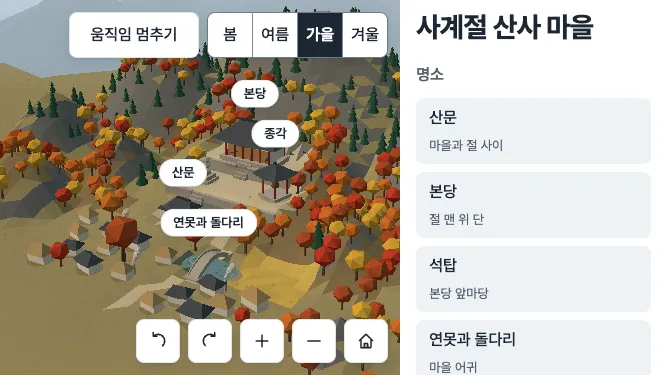 움직임 멈추기
봄 여름 가을 겨울
본당
종각
산문
연못과 돌다리
사계절 산사 마을
명소
산문
마을과 절 사이
본당
절 맨 위 단
석탑
본당 앞마당
연못과 돌다리
마을 어귀